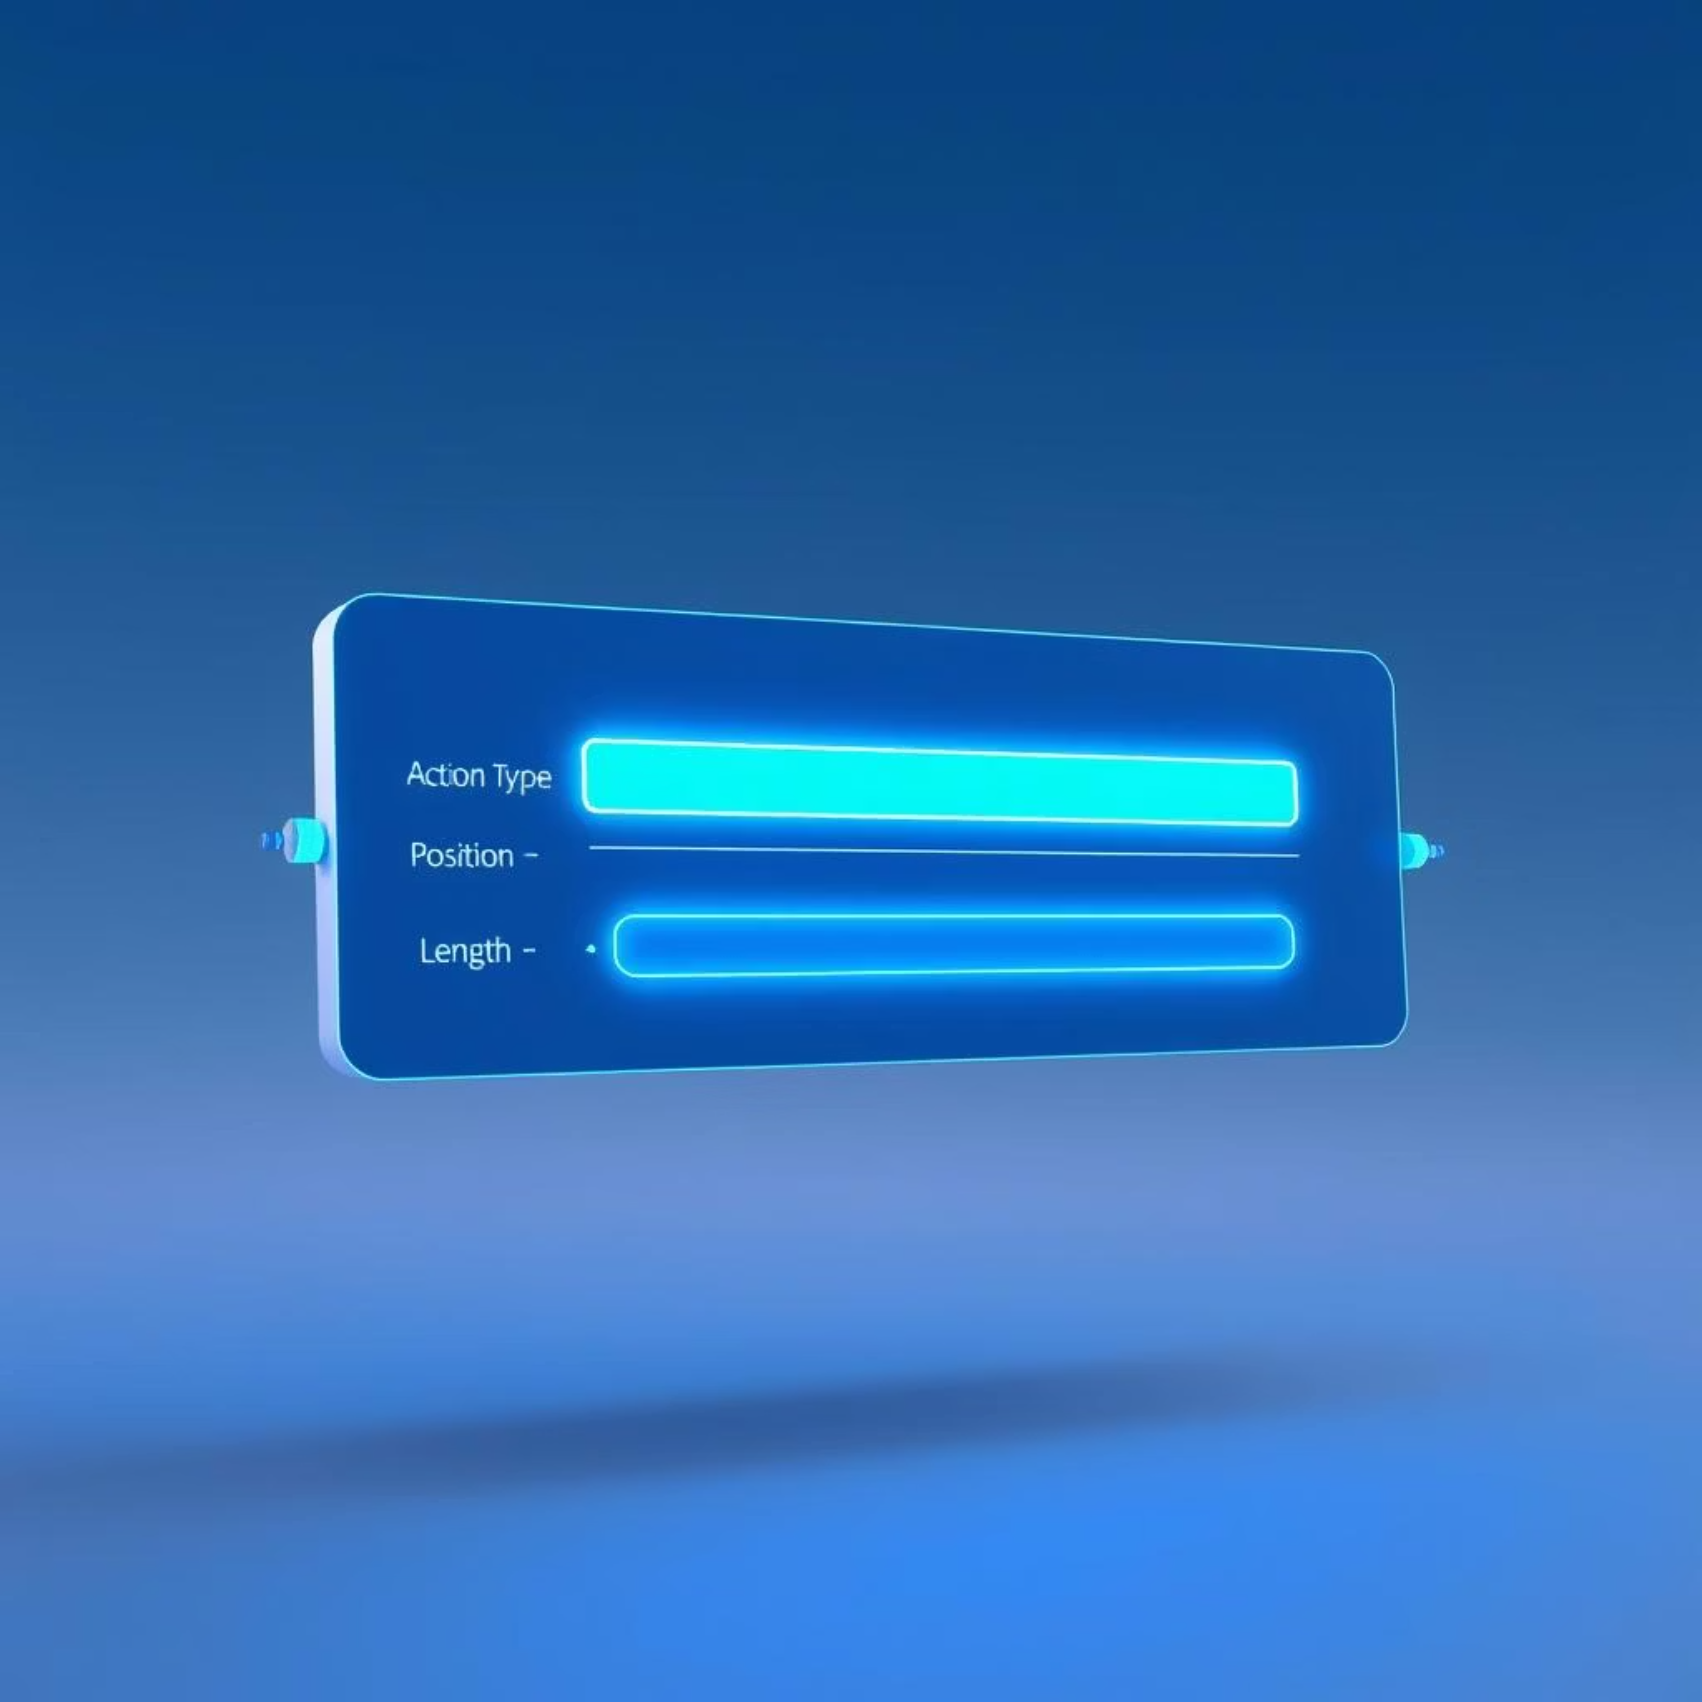 Action Type
Position –
Length –